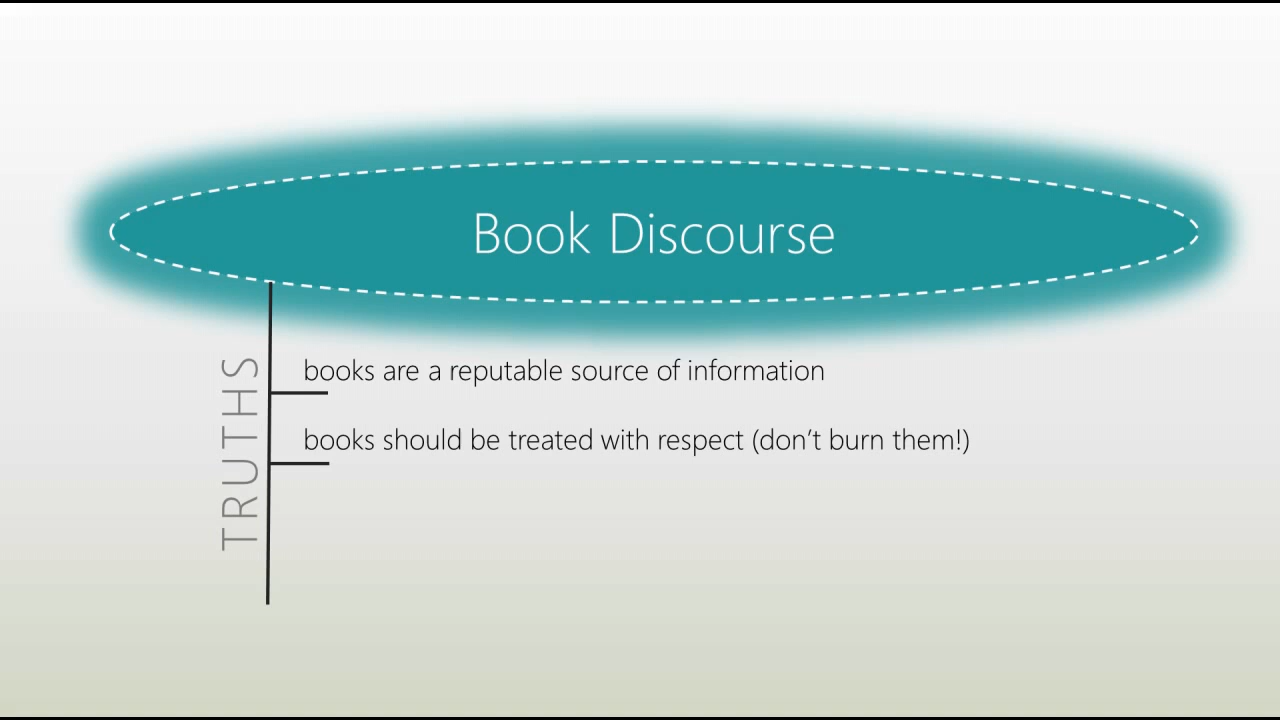 Book Discourse
TRUTHS
books are a reputable source of information
books should be treated with respect (don’t burn them!)